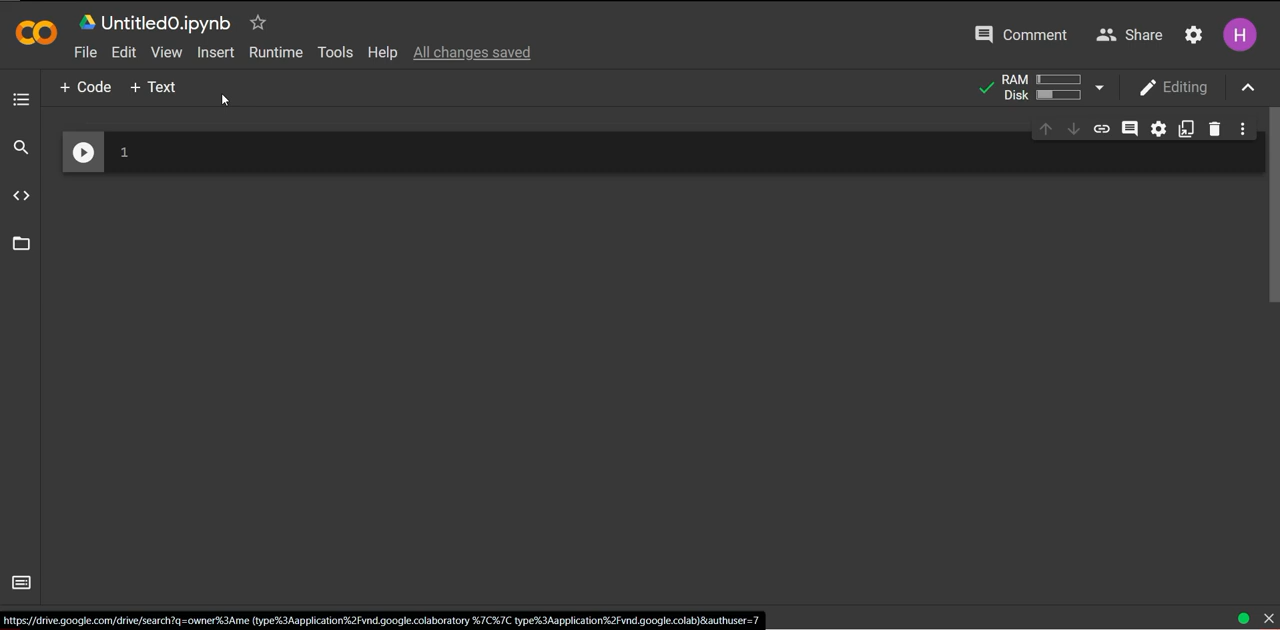 Untitled0.ipynb
File Edit View Insert Runtime Tools Help All changes saved
Comment Share H
+ Code + Text
RAM
Disk
Editing
1
https://drive.google.com/drive/search?q=owner%3Ame (type%3Aapplication%2Fvnd.google.colaboratory %7C%7C type%3Aapplication%2Fvnd.google.colab)&authuser=7